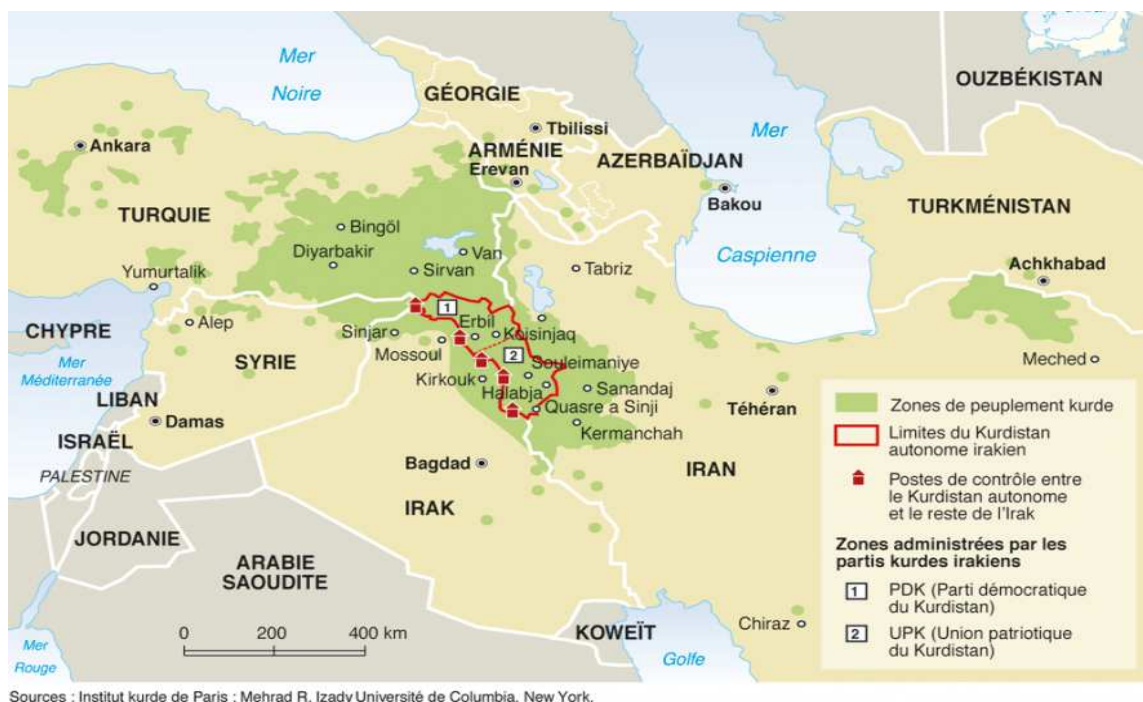 Mer
Noire
GÉORGIE
Tbilissi
OUZBÉKISTAN
Ankara
ARMÉNIE
Erevan
AZERBAÏDJAN
Mer
Caspienne
Bakou
TURKMÉNISTAN
Achkhabad
TURQUIE
Bingöl
Diyarbakir
Van
Sirvan
Tabriz
Yumurtalik
CHYPRE
Alep
Mer
Méditerranée
SYRIE
LIBAN
Damas
ISRAËL
PALESTINE
JORDANIE
1
Sinjar
Erbil
Koisinjaq
Mossoul
2
Souleimaniye
Kirkouk
Halabja
Sanandaj
Quasre a Sinji
Kermanchah
Téhéran
Meched
Bagdad
IRAK
IRAN
ARABIE
SAOUDITE
KOWEÏT
Chiraz
Golfe
Mer
Rouge
0 200 400 km
Zones de peuplement kurde
Limites du Kurdistan
autonome irakien
Postes de contrôle entre
le Kurdistan autonome
et le reste de l'Irak
Zones administrées par les
partis kurdes irakiens
1 PDK (Parti démocratique
du Kurdistan)
2 UPK (Union patriotique
du Kurdistan)
Sources : Institut kurde de Paris ; Mehrad R. Izady Université de Columbia, New York.